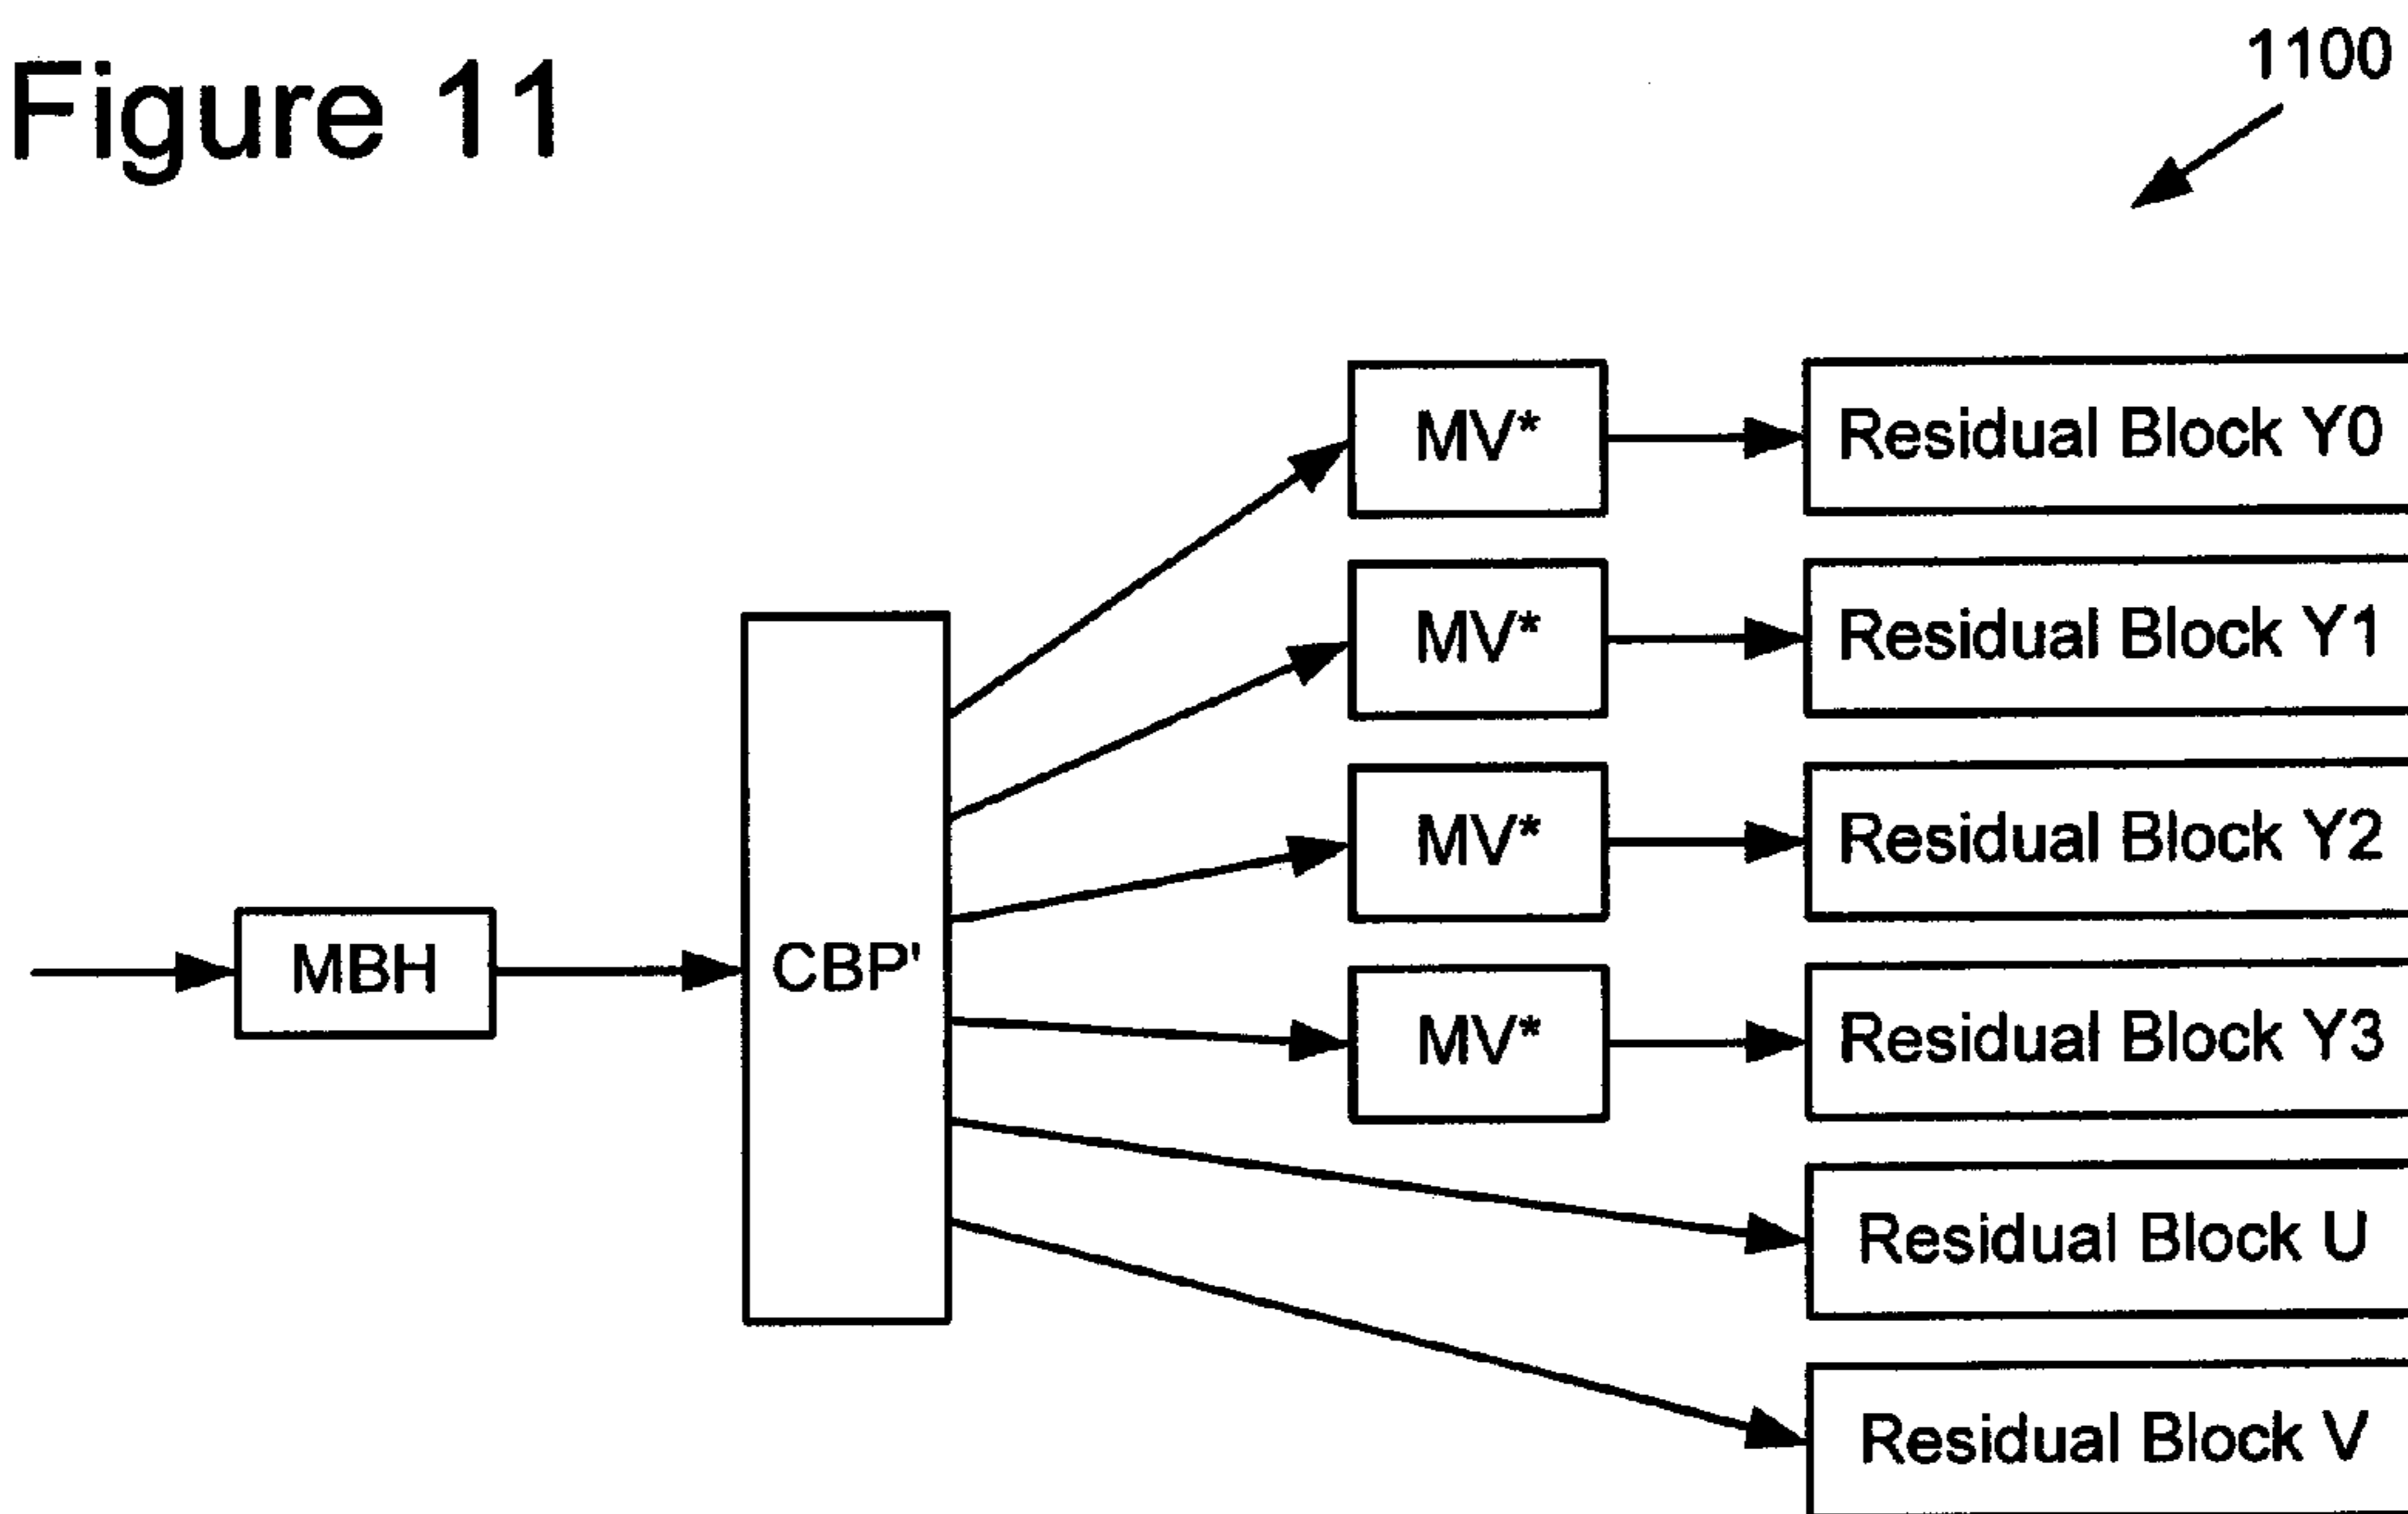 Figure 11
1100
MV*
Residual Block Y0
MV*
Residual Block Y1
MV*
Residual Block Y2
MBH
CBP'
MV*
Residual Block Y3
Residual Block U
Residual Block V